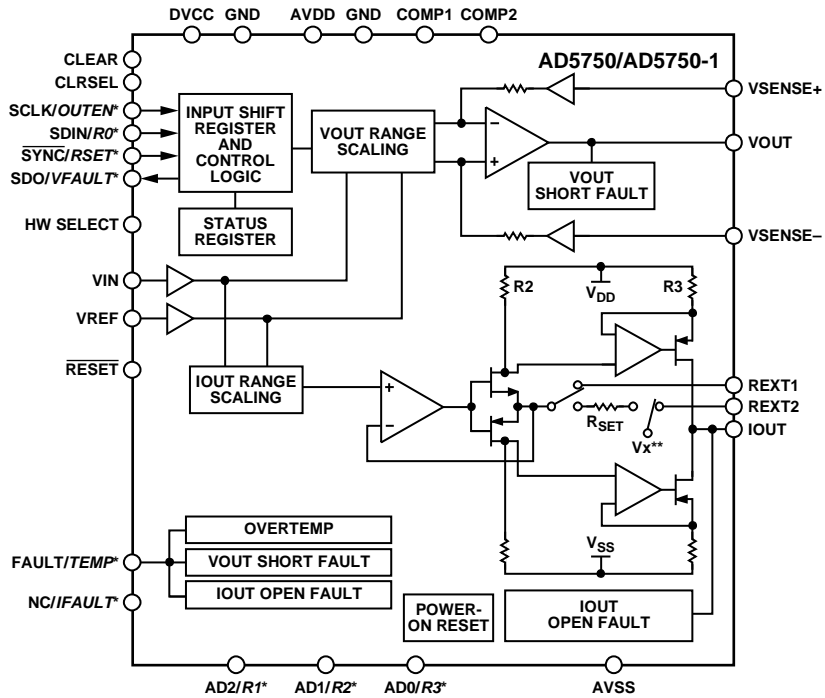 DVCC GND AVDD GND COMP1 COMP2
AD5750/AD5750-1
CLEAR
CLRSEL
SCLK/OUTEN*
SDIN/R0*
SYNC/RSET*
SDO/VFAULT*
HW SELECT
VIN
VREF
RESET
FAULT/TEMP*
NC/IFAULT*
INPUT SHIFT
REGISTER
AND
CONTROL
LOGIC
STATUS
REGISTER
VOUT RANGE
SCALING
IOUT RANGE
SCALING
−
+
VOUT
SHORT FAULT
VSENSE+
VOUT
VSENSE–
R2
VDD
R3
+
−
RSET
Vx**
REXT1
REXT2
IOUT
VSS
OVERTEMP
VOUT SHORT FAULT
IOUT OPEN FAULT
POWER-
ON RESET
IOUT
OPEN FAULT
AD2/R1* AD1/R2* AD0/R3* AVSS